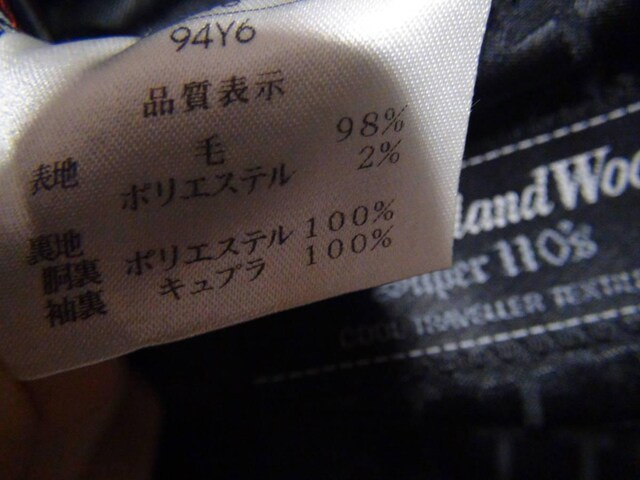 94Y6
品質表示
表地 毛 98%
ポリエステル 2%
裏地
胴裏 ポリエステル 100%
袖裏 キュプラ 100%
Super 110's
COOL TRAVELLER TEXTILE